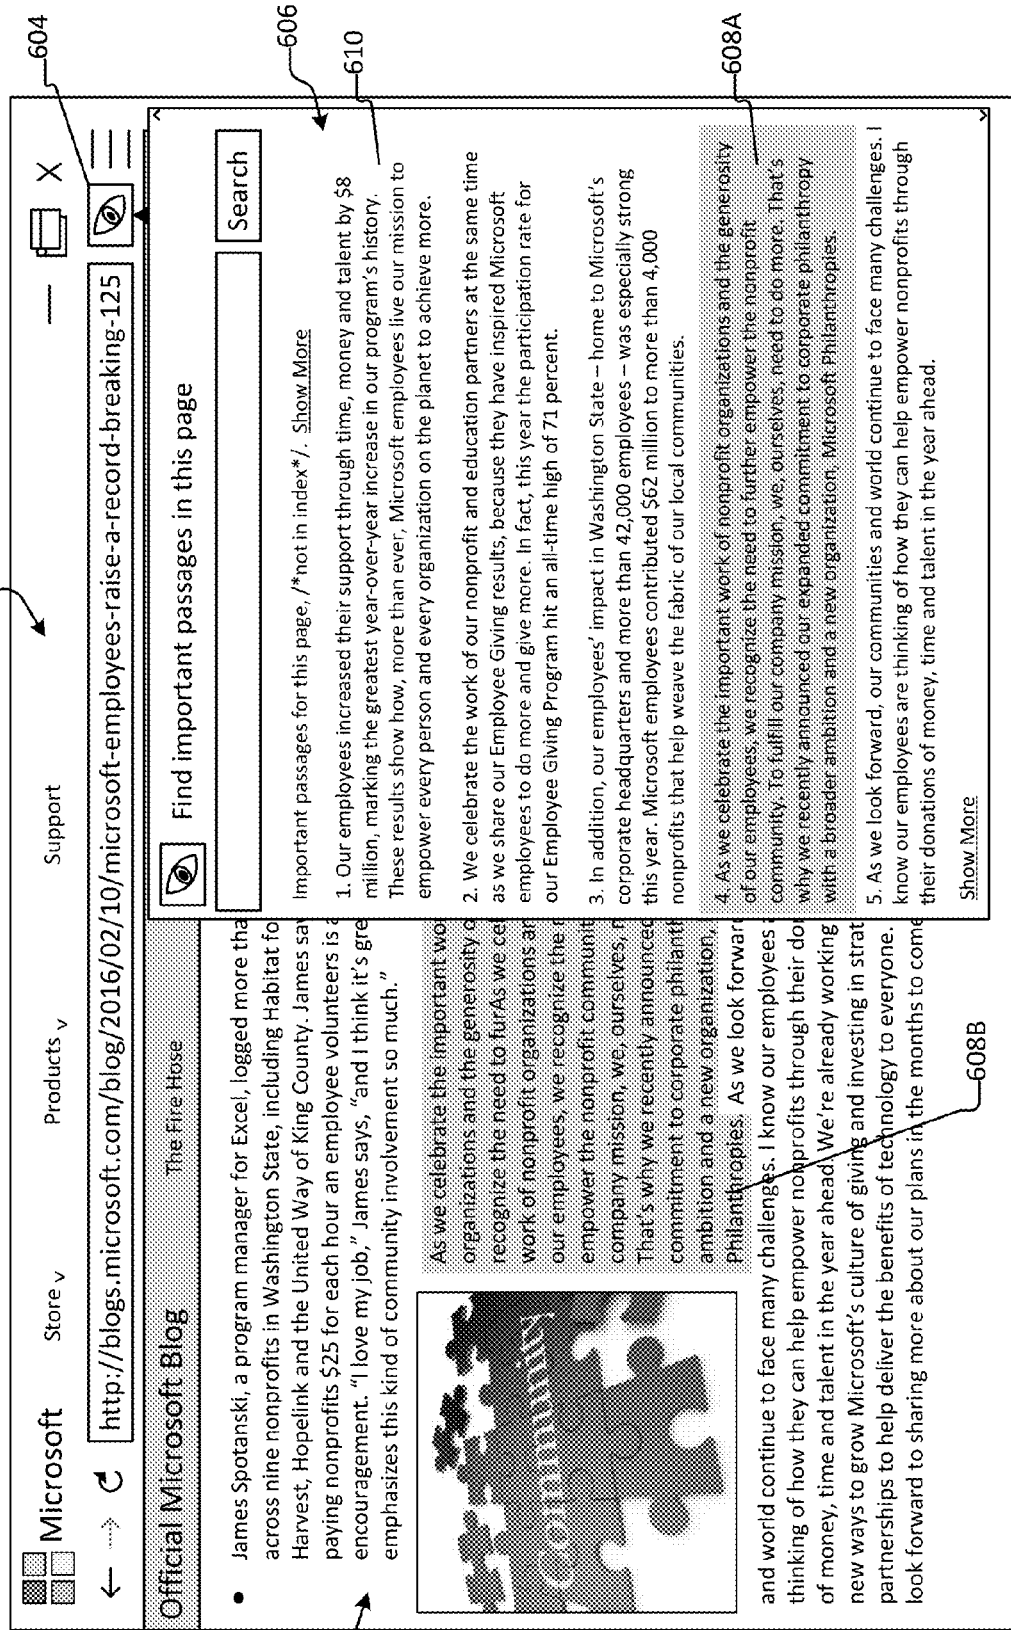 604
606
610
608A
608B
Microsoft
Store ˅
Products ˅
Support
X
http://blogs.microsoft.com/blog/2016/02/10/microsoft-employees-raise-a-record-breaking-125
Official Microsoft Blog
The Fire Hose
• James Spotanski, a program manager for Excel, logged more tha
across nine nonprofits in Washington State, including Habitat fo
Harvest, Hopelink and the United Way of King County. James say
paying nonprofits $25 for each hour an employee volunteers is a
encouragement. “I love my job,” James says, “and I think it’s gre
emphasizes this kind of community involvement so much.”
Community
As we celebrate the important wo
organizations and the generosity o
recognize the need to furAs we cel
work of nonprofit organizations an
our employees, we recognize the n
empower the nonprofit communit
company mission, we, ourselves, n
That’s why we recently announced
commitment to corporate philanth
ambition and a new organization,
Philanthropies. As we look forward
and world continue to face many challenges. I know our employees
thinking of how they can help empower nonprofits through their do
of money, time and talent in the year ahead. We’re already working
new ways to grow Microsoft’s culture of giving and investing in strat
partnerships to help deliver the benefits of technology to everyone.
look forward to sharing more about our plans in the months to come
Find important passages in this page
Search
Important passages for this page, /*not in index*/. Show More
1. Our employees increased their support through time, money and talent by $8
million, marking the greatest year-over-year increase in our program’s history.
These results show how, more than ever, Microsoft employees live our mission to
empower every person and every organization on the planet to achieve more.
2. We celebrate the work of our nonprofit and education partners at the same time
as we share our Employee Giving results, because they have inspired Microsoft
employees to do more and give more. In fact, this year the participation rate for
our Employee Giving Program hit an all-time high of 71 percent.
3. In addition, our employees’ impact in Washington State – home to Microsoft’s
corporate headquarters and more than 42,000 employees – was especially strong
this year. Microsoft employees contributed $62 million to more than 4,000
nonprofits that help weave the fabric of our local communities.
4. As we celebrate the important work of nonprofit organizations and the generosity
of our employees, we recognize the need to further empower the nonprofit
community. To fulfill our company mission, we, ourselves, need to do more. That’s
why we recently announced our expanded commitment to corporate philanthropy
with a broader ambition and a new organization, Microsoft Philanthropies.
5. As we look forward, our communities and world continue to face many challenges. I
know our employees are thinking of how they can help empower nonprofits through
their donations of money, time and talent in the year ahead.
Show More